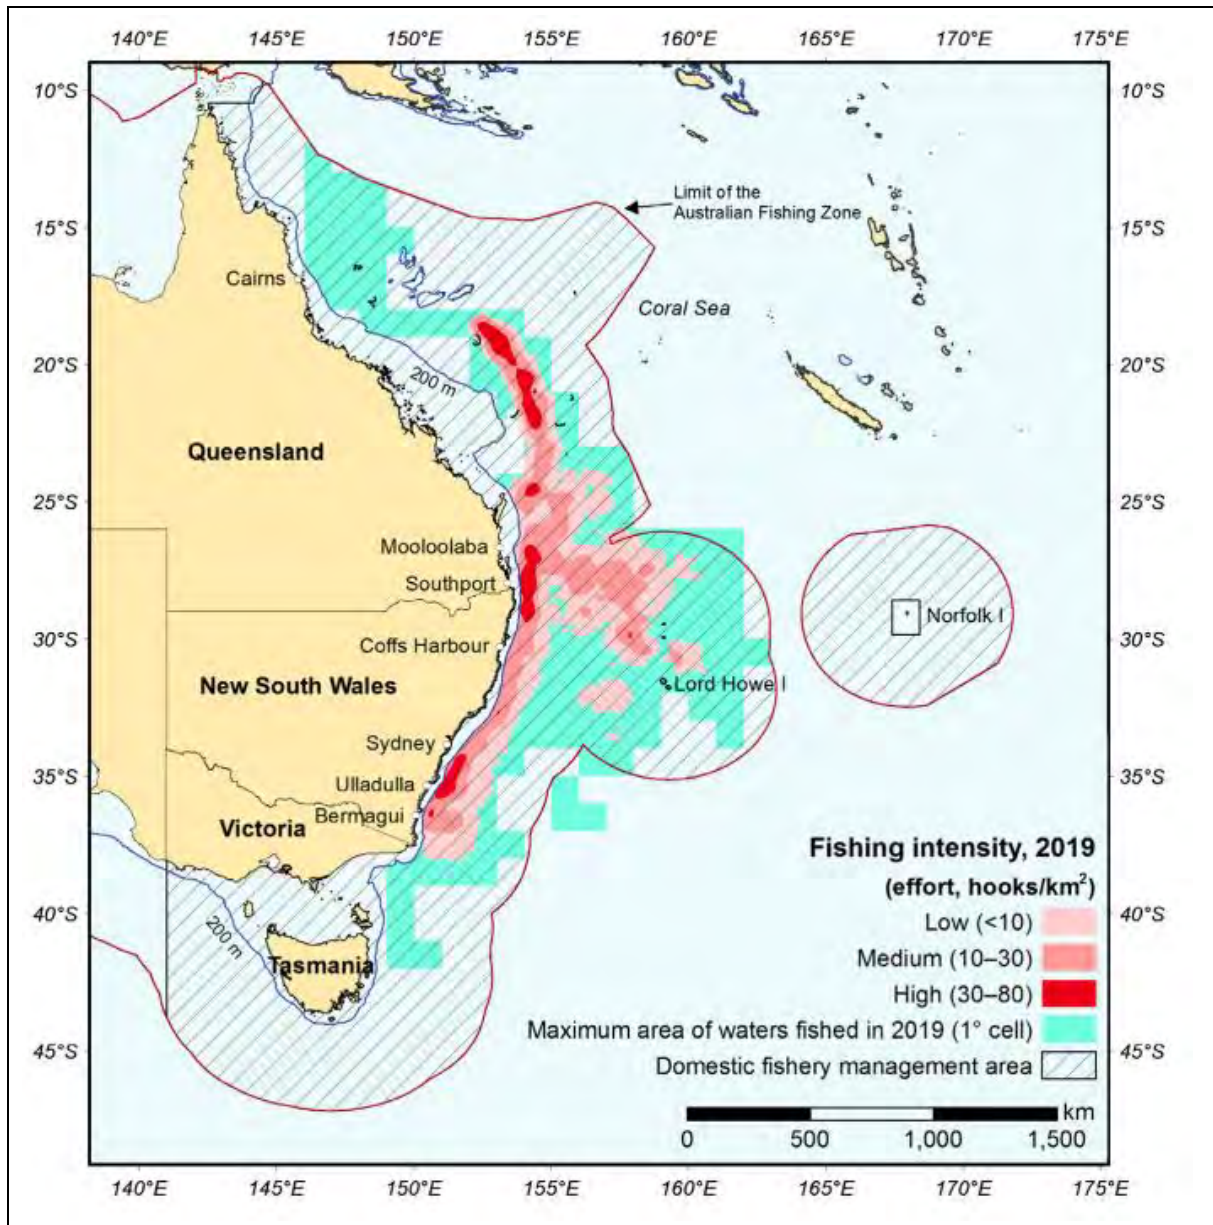 140°E 145°E 150°E 155°E 160°E 165°E 170°E 175°E
10°S 10°S
Limit of the
Australian Fishing Zone
15°S 15°S
Cairns
Coral Sea
20°S 20°S
200 m
Queensland
25°S 25°S
Mooloolaba
Southport
Norfolk I
30°S 30°S
Coffs Harbour
New South Wales
Lord Howe I
Sydney
35°S 35°S
Ulladulla
Bermagui
Victoria
Fishing intensity, 2019
(effort, hooks/km²)
40°S 40°S
Low (<10)
200 m
Medium (10–30)
Tasmania
High (30–80)
Maximum area of waters fished in 2019 (1° cell)
45°S 45°S
Domestic fishery management area
km
0 500 1,000 1,500
140°E 145°E 150°E 155°E 160°E 165°E 170°E 175°E